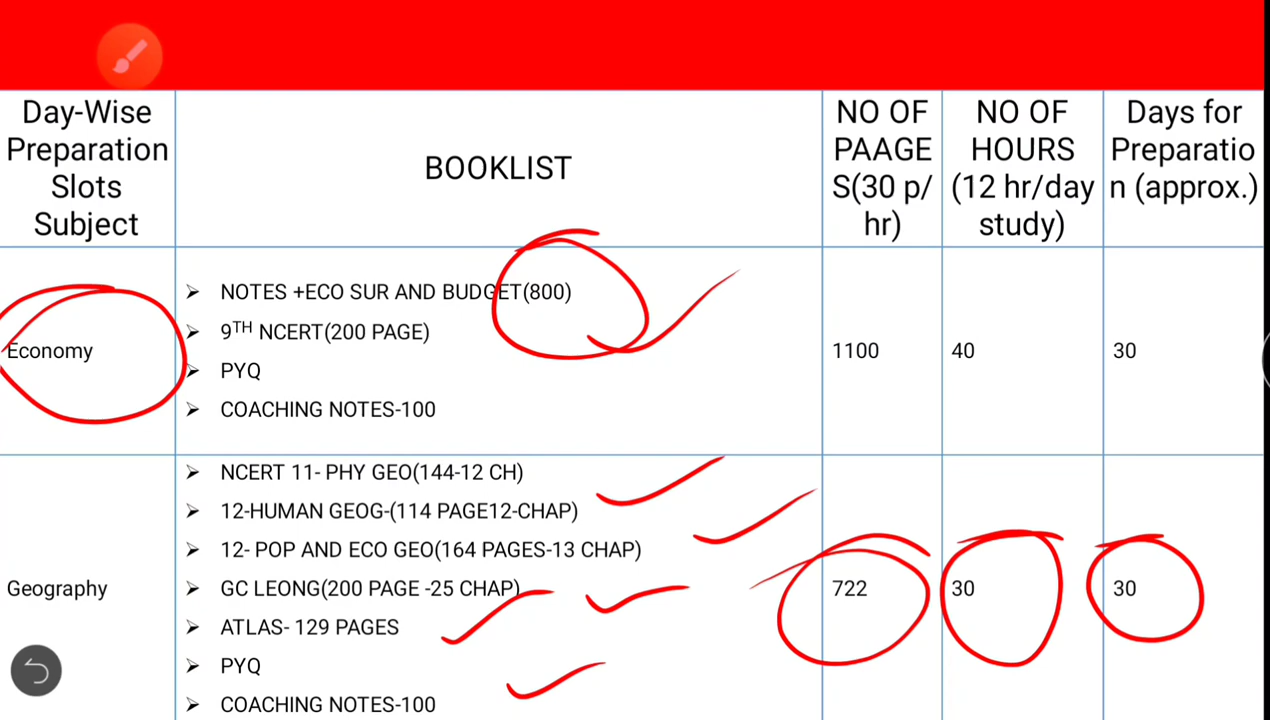 Day-Wise
Preparation
Slots
Subject
BOOKLIST
NO OF
PAAGE
S(30 p/
hr)
NO OF
HOURS
(12 hr/day
study)
Days for
Preparatio
n (approx.)
Economy
NOTES +ECO SUR AND BUDGET(800)
9TH NCERT(200 PAGE)
PYQ
COACHING NOTES-100
1100
40
30
Geography
NCERT 11- PHY GEO(144-12 CH)
12-HUMAN GEOG-(114 PAGE12-CHAP)
12- POP AND ECO GEO(164 PAGES-13 CHAP)
GC LEONG(200 PAGE -25 CHAP)
ATLAS- 129 PAGES
PYQ
COACHING NOTES-100
722
30
30